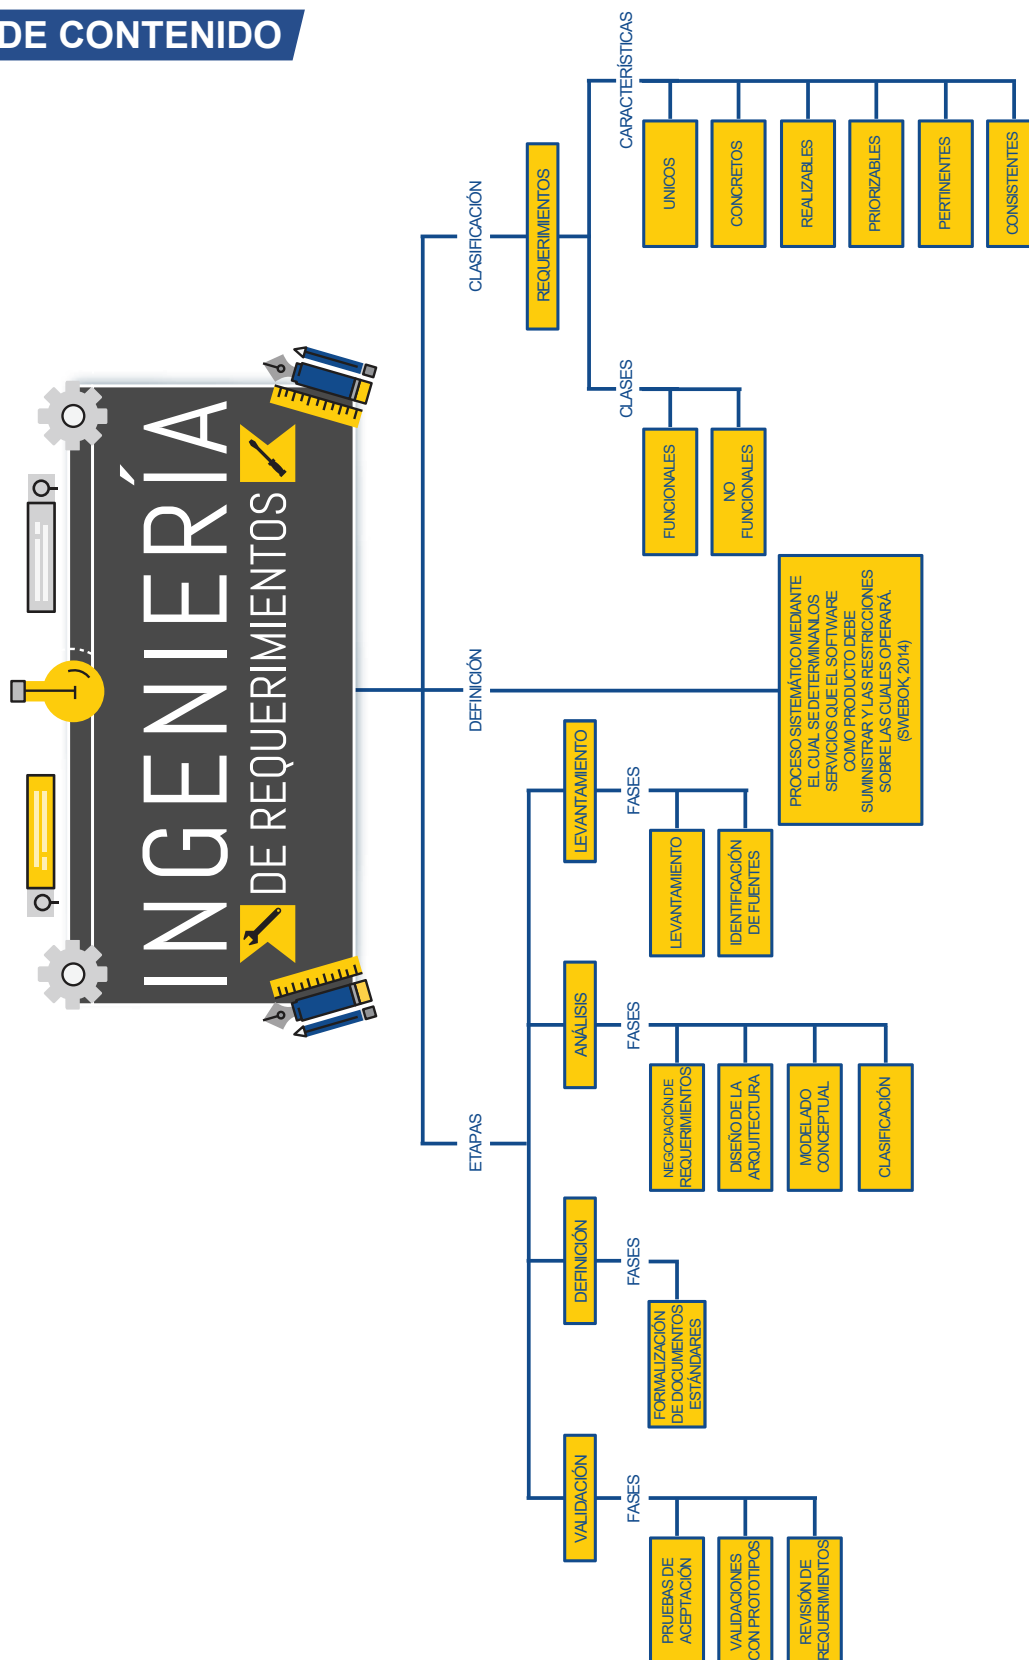 DE CONTENIDO
INGENIERÍA
DE REQUERIMIENTOS
ETAPAS
DEFINICIÓN
CLASIFICACIÓN
VALIDACIÓN
FASES
PRUEBAS DE
ACEPTACIÓN
VALIDACIONES
CON PROTOTIPOS
REVISIÓN DE
REQUERIMIENTOS
DEFINICIÓN
FASES
FORMALIZACIÓN
DE DOCUMENTOS
ESTÁNDARES
ANÁLISIS
FASES
NEGOCIACIÓN DE
REQUERIMIENTOS
DISEÑO DE LA
ARQUITECTURA
MODELADO
CONCEPTUAL
CLASIFICACIÓN
LEVANTAMIENTO
FASES
LEVANTAMIENTO
IDENTIFICACIÓN
DE FUENTES
PROCESO SISTEMÁTICO MEDIANTE
EL CUAL SE DETERMINANLOS
SERVICIOS QUE EL SOFTWARE
COMO PRODUCTO DEBE
SUMINISTRAR Y LAS RESTRICCIONES
SOBRE LAS CUALES OPERARÁ.
(SWEBOK, 2014)
REQUERIMIENTOS
CLASES
FUNCIONALES
NO
FUNCIONALES
CARACTERÍSTICAS
UNICOS
CONCRETOS
REALIZABLES
PRIORIZABLES
PERTINENTES
CONSISTENTES